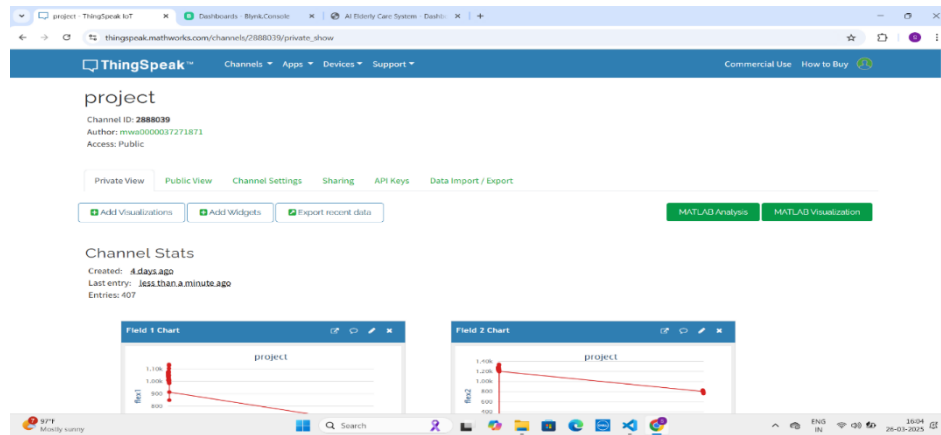 project - ThingSpeak IoT
Dashboards - Blynk.Console
AI Elderly Care System - Dashbo
thingspeak.mathworks.com/channels/2888039/private_show
ThingSpeak™ Channels Apps Devices Support Commercial Use How to Buy
project
Channel ID: 2888039
Author: mwa0000037271871
Access: Public
Private View Public View Channel Settings Sharing API Keys Data Import / Export
Add Visualizations Add Widgets Export recent data MATLAB Analysis MATLAB Visualization
Channel Stats
Created: 4 days ago
Last entry: less than a minute ago
Entries: 407
Field 1 Chart
project
flex1
1.10k
1.00k
900
800
Field 2 Chart
project
flex2
1.40k
1.20k
1.00k
800
600
400
97°F
Mostly sunny
Search
ENG
IN
16:04
26-03-2025